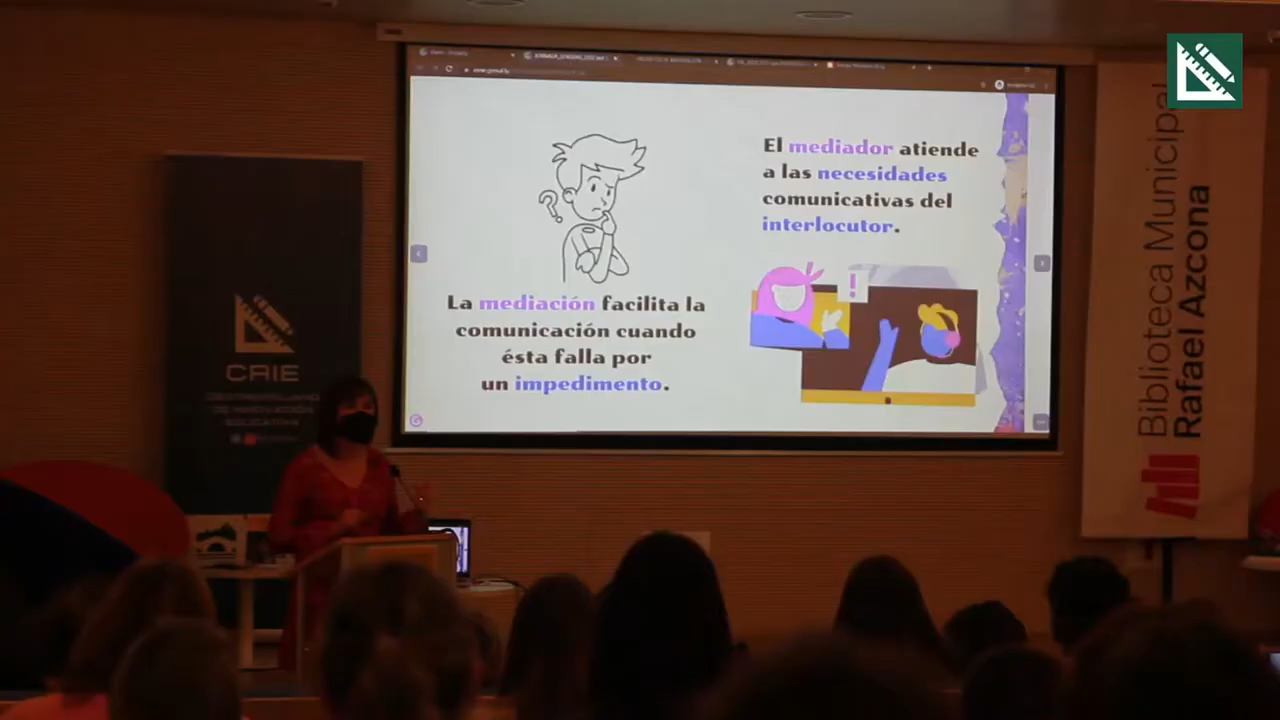 La mediación facilita la
comunicación cuando
ésta falla por
un impedimento.
El mediador atiende
a las necesidades
comunicativas del
interlocutor.
!
CRIE
Biblioteca Municipal
Rafael Azcona